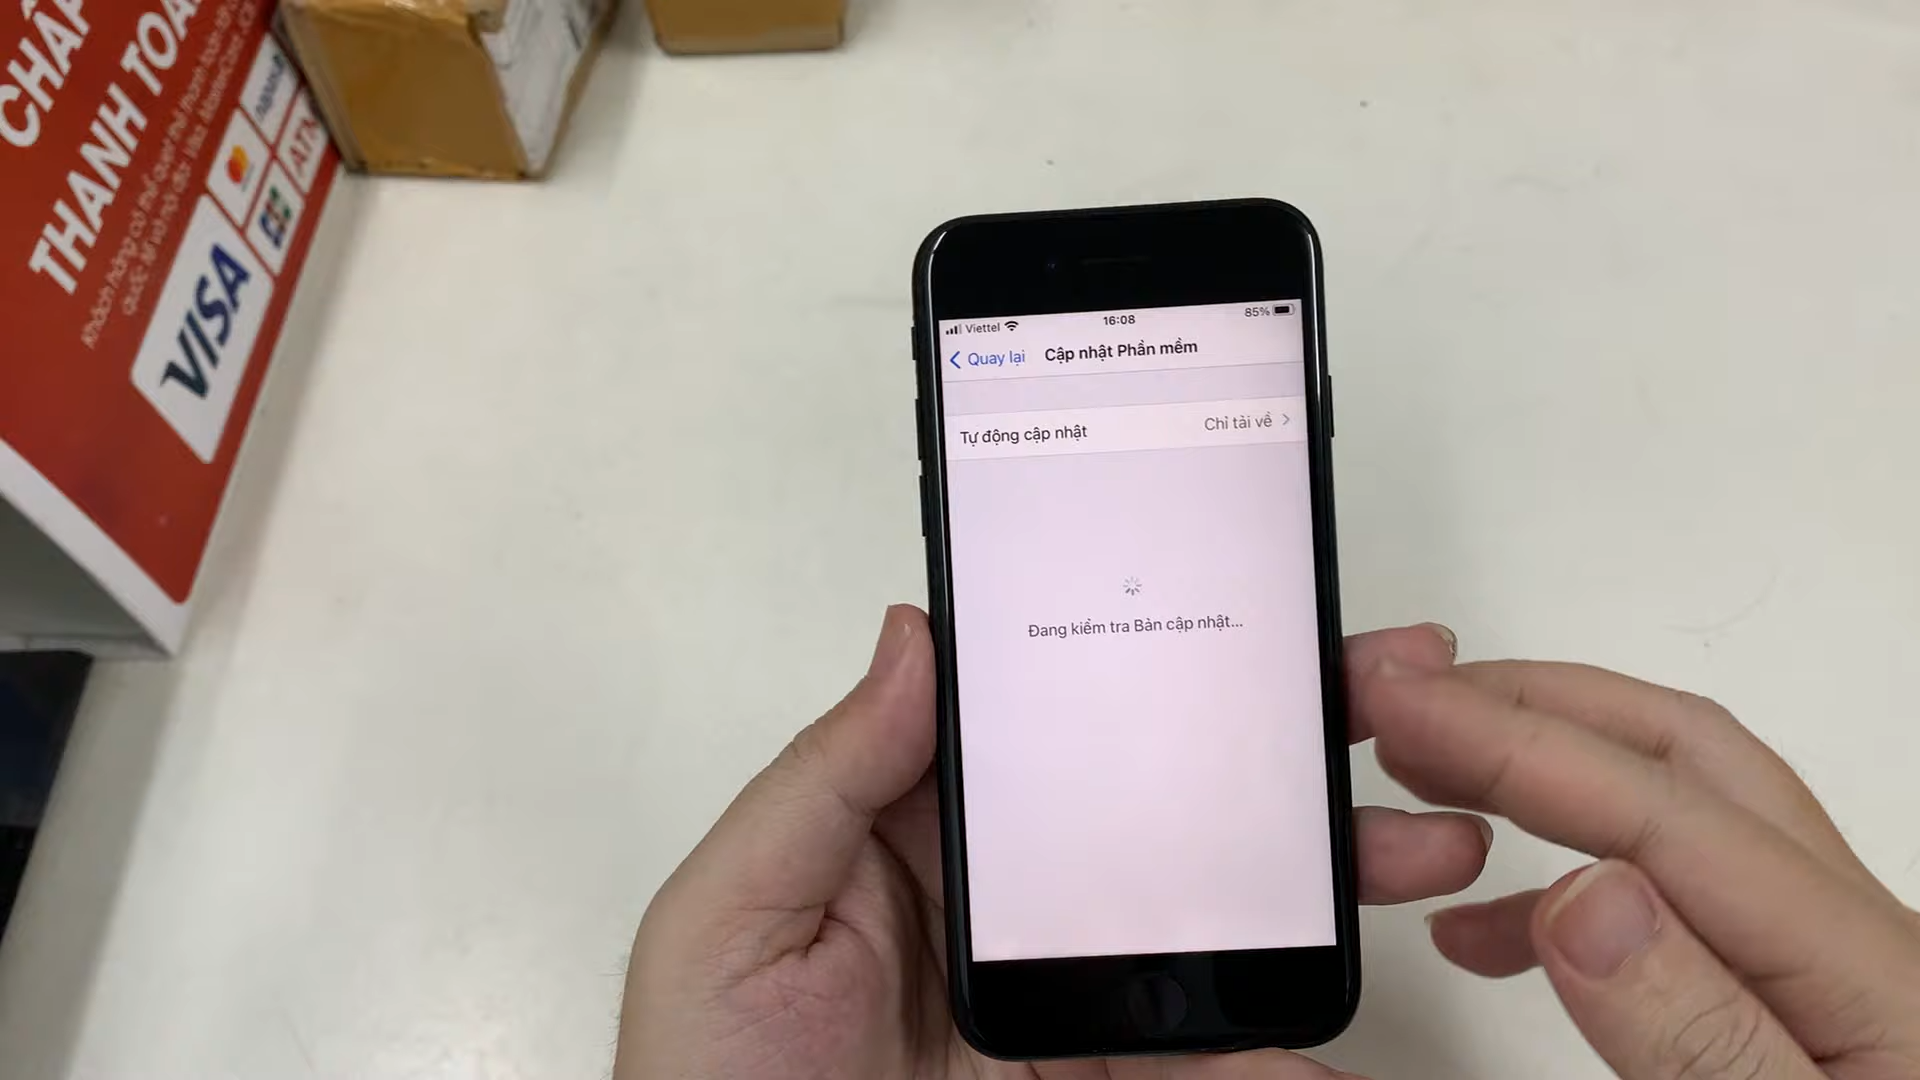 CHẤP
THANH TOÁ
VISA
Viettel
16:08
85%
Quay lại
Cập nhật Phần mềm
Tự động cập nhật
Chỉ tải về
Đang kiểm tra Bản cập nhật...